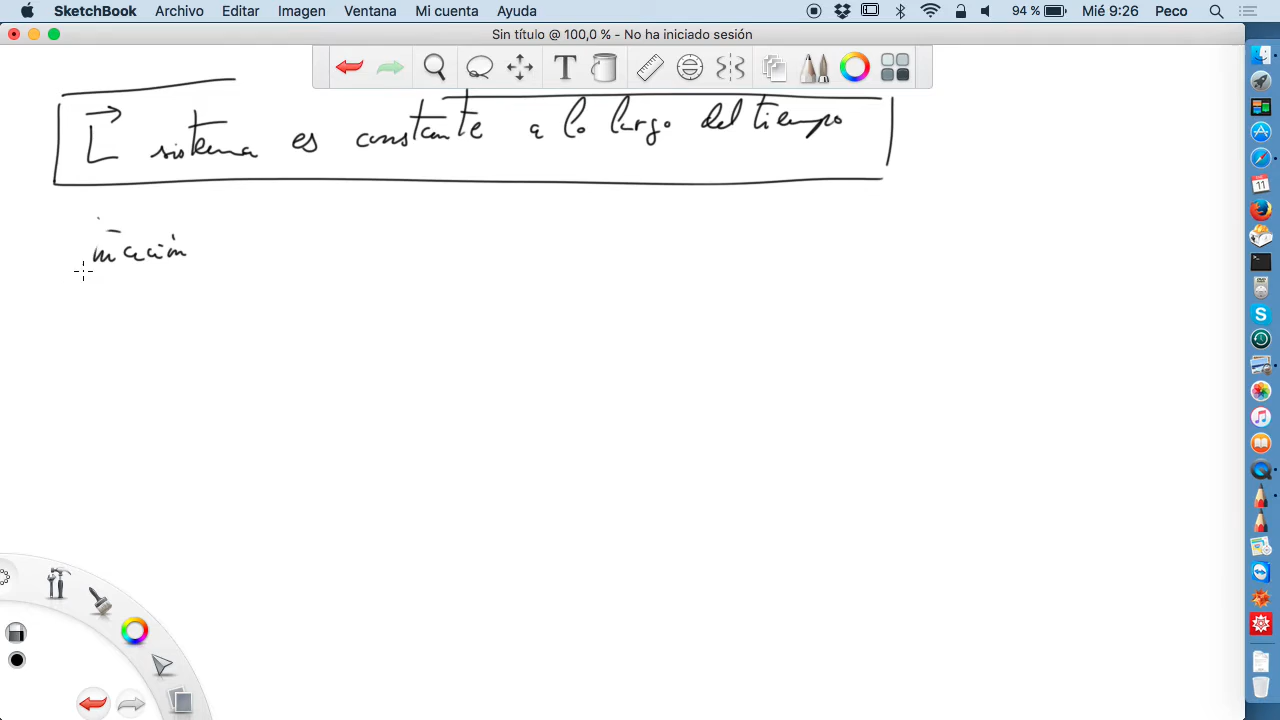 SketchBook Archivo Editar Imagen Ventana Mi cuenta Ayuda 94 % Mié 9:26 Peco
Sin título @ 100,0 % - No ha iniciado sesión
T
L sistema es constante a lo largo del tiempo
11
S